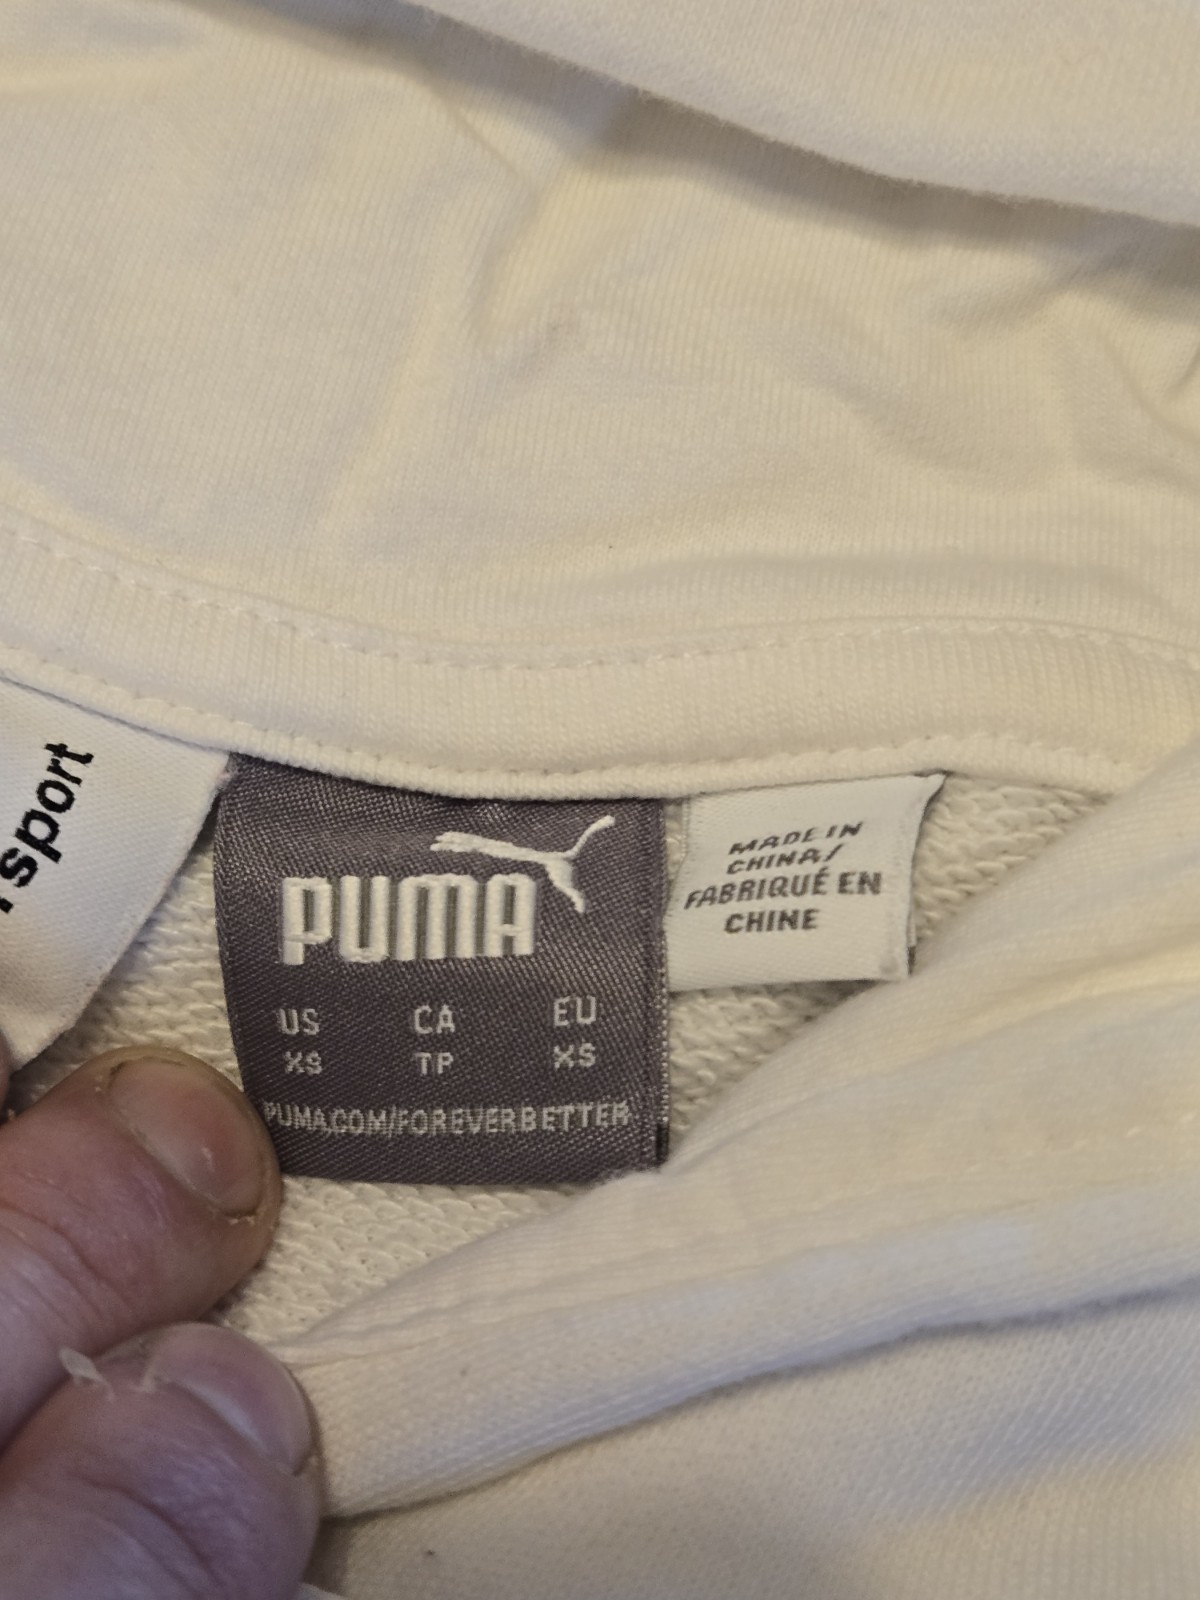 sport
PUMA
US CA EU
XS TP XS
PUMA.COM/FOREVERBETTER
MADE IN
CHINA/
FABRIQUÉ EN
CHINE